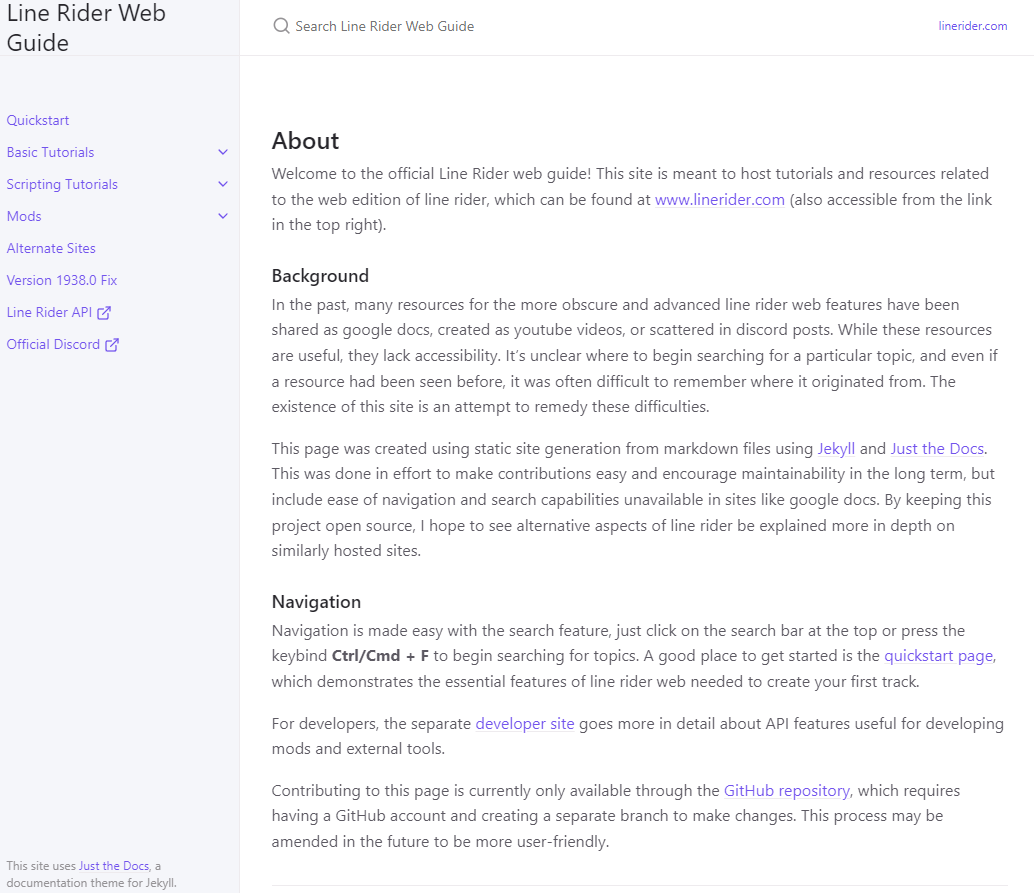 Line Rider Web
Guide
Search Line Rider Web Guide
linerider.com
Quickstart
Basic Tutorials
Scripting Tutorials
Mods
Alternate Sites
Version 1938.0 Fix
Line Rider API
Official Discord
About
Welcome to the official Line Rider web guide! This site is meant to host tutorials and resources related
to the web edition of line rider, which can be found at www.linerider.com (also accessible from the link
in the top right).
Background
In the past, many resources for the more obscure and advanced line rider web features have been
shared as google docs, created as youtube videos, or scattered in discord posts. While these resources
are useful, they lack accessibility. It’s unclear where to begin searching for a particular topic, and even if
a resource had been seen before, it was often difficult to remember where it originated from. The
existence of this site is an attempt to remedy these difficulties.
This page was created using static site generation from markdown files using Jekyll and Just the Docs.
This was done in effort to make contributions easy and encourage maintainability in the long term, but
include ease of navigation and search capabilities unavailable in sites like google docs. By keeping this
project open source, I hope to see alternative aspects of line rider be explained more in depth on
similarly hosted sites.
Navigation
Navigation is made easy with the search feature, just click on the search bar at the top or press the
keybind Ctrl/Cmd + F to begin searching for topics. A good place to get started is the quickstart page,
which demonstrates the essential features of line rider web needed to create your first track.
For developers, the separate developer site goes more in detail about API features useful for developing
mods and external tools.
Contributing to this page is currently only available through the GitHub repository, which requires
having a GitHub account and creating a separate branch to make changes. This process may be
amended in the future to be more user-friendly.
This site uses Just the Docs, a
documentation theme for Jekyll.